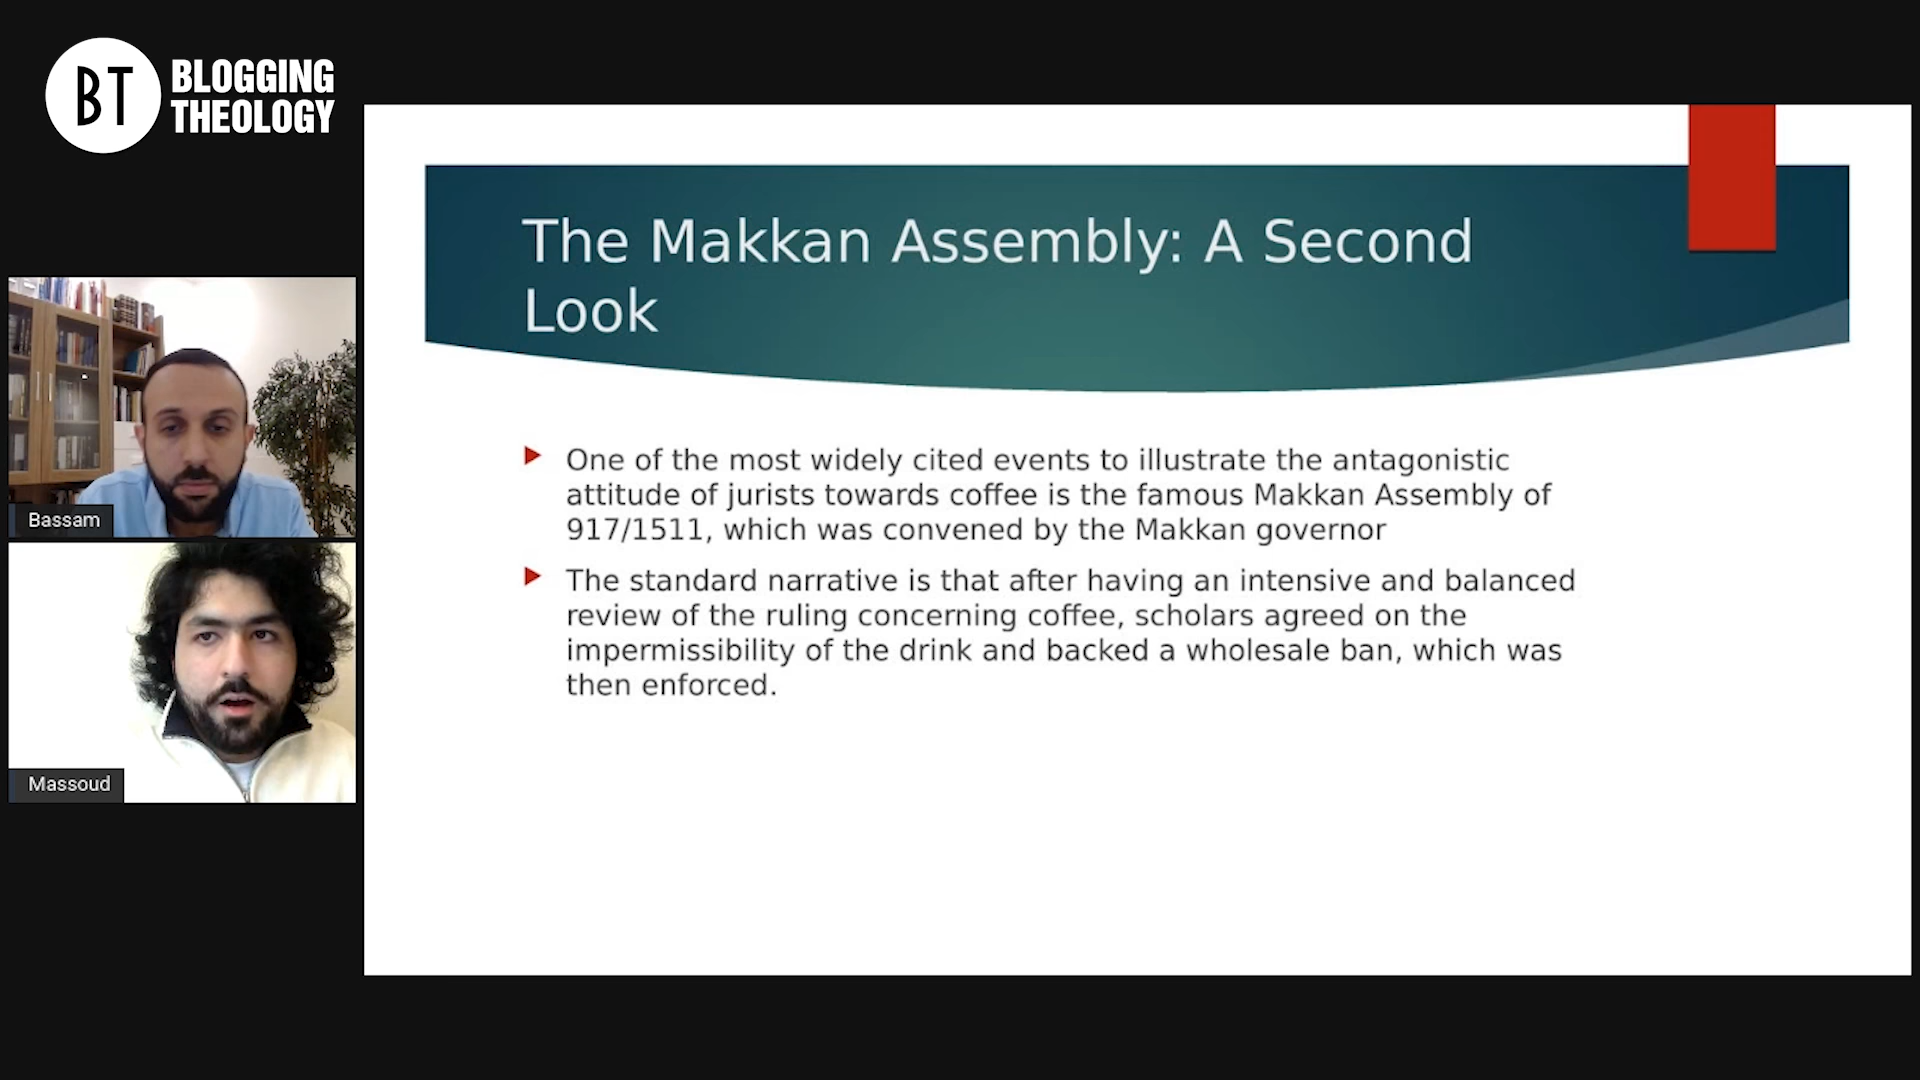 BT
BLOGGING
THEOLOGY
The Makkan Assembly: A Second
Look
One of the most widely cited events to illustrate the antagonistic
attitude of jurists towards coffee is the famous Makkan Assembly of
917/1511, which was convened by the Makkan governor
The standard narrative is that after having an intensive and balanced
review of the ruling concerning coffee, scholars agreed on the
impermissibility of the drink and backed a wholesale ban, which was
then enforced.
Bassam
Massoud